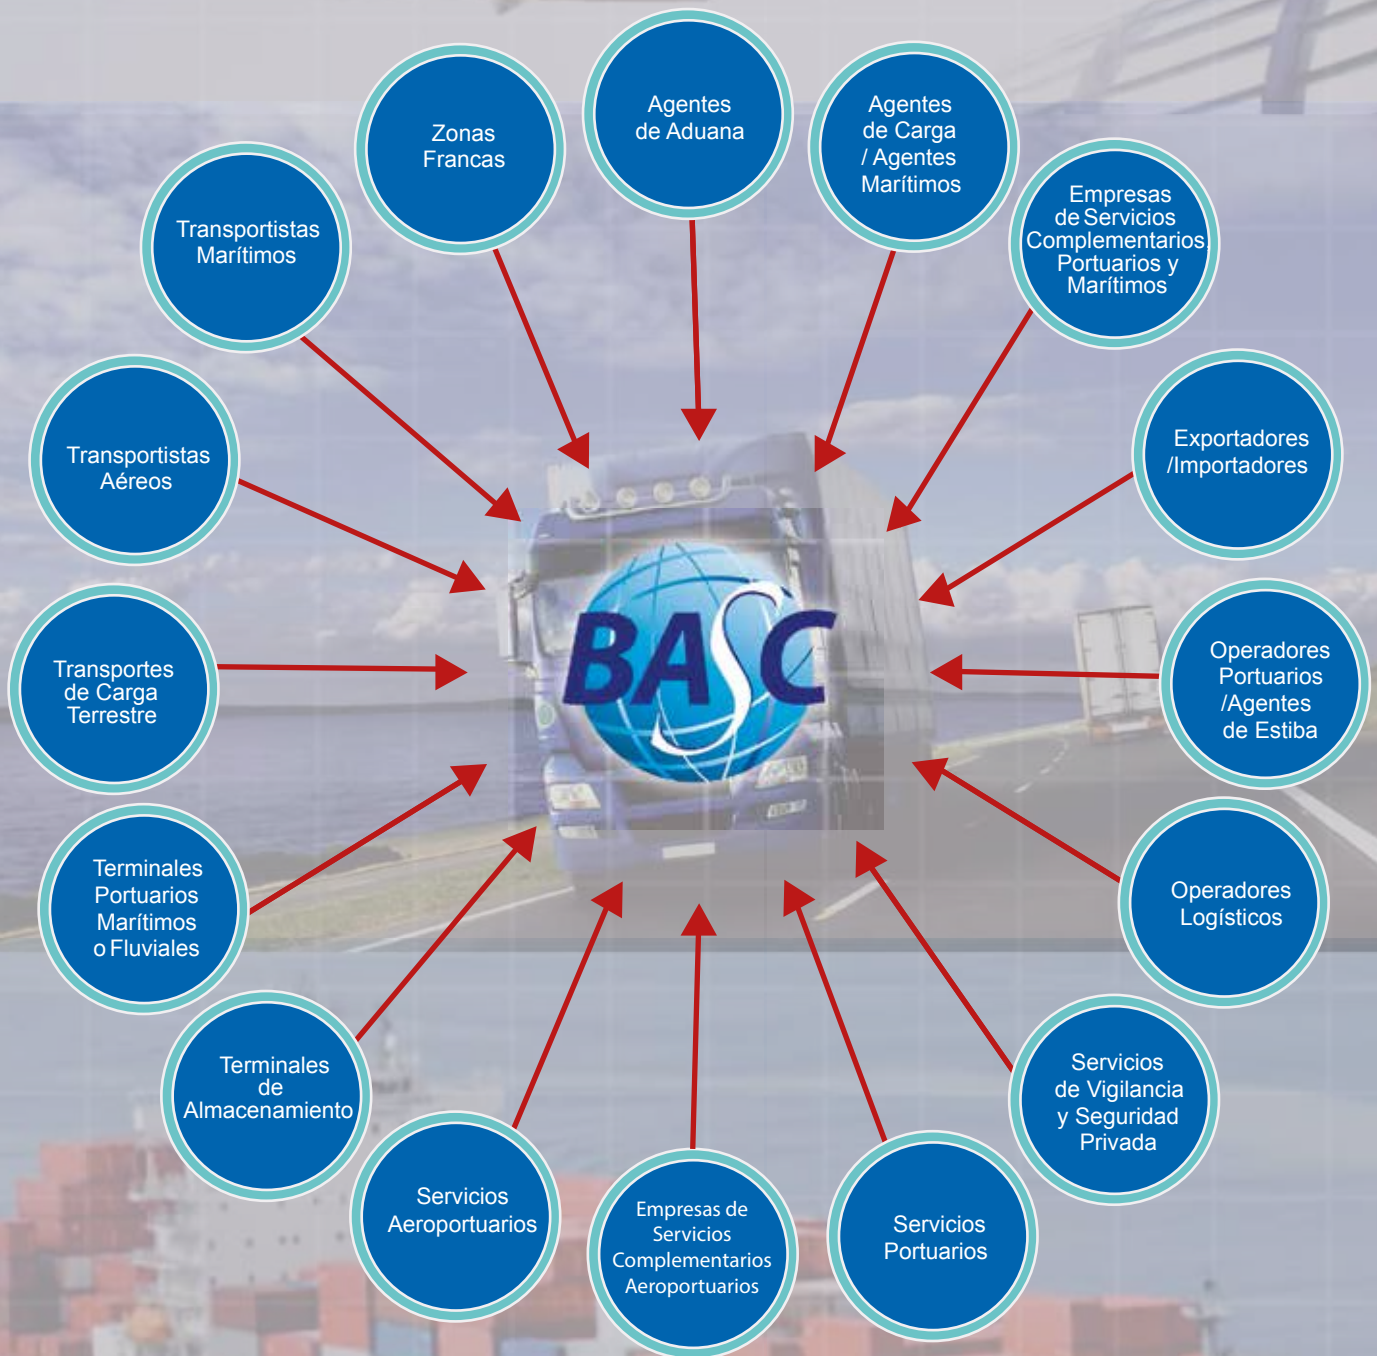 Agentes
de Aduana
Agentes
de Carga
/ Agentes
Marítimos
Empresas
de Servicios
Complementarios,
Portuarios y
Marítimos
Exportadores
/Importadores
Operadores
Portuarios
/Agentes
de Estiba
Operadores
Logísticos
Servicios
de Vigilancia
y Seguridad
Privada
Servicios
Portuarios
Empresas de
Servicios
Complementarios
Aeroportuarios
Servicios
Aeroportuarios
Terminales
de
Almacenamiento
Terminales
Portuarios
Marítimos
o Fluviales
Transportes
de Carga
Terrestre
Transportistas
Aéreos
Transportistas
Marítimos
Zonas
Francas
BASC